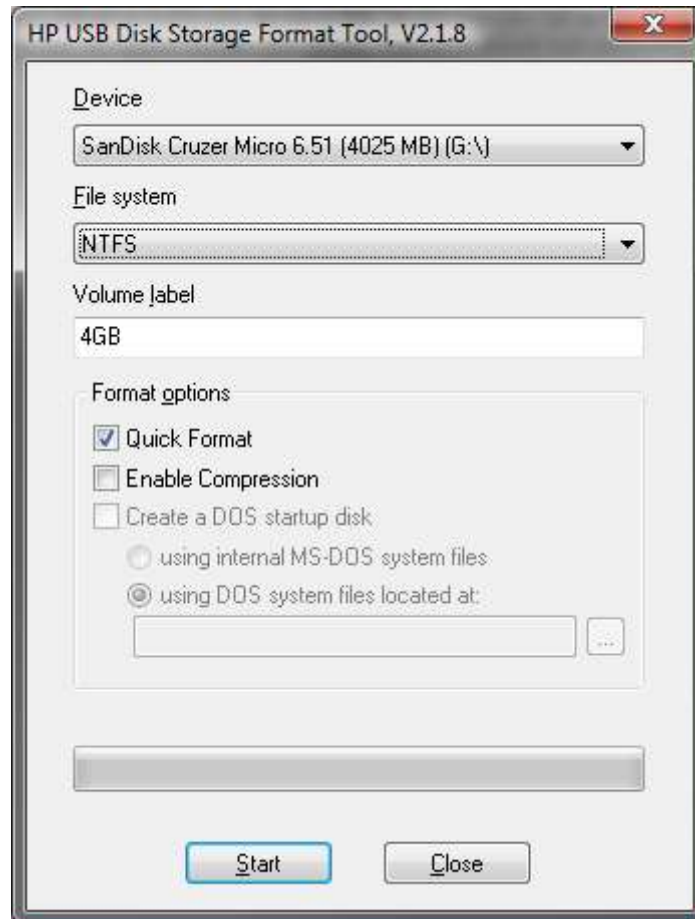 HP USB Disk Storage Format Tool, V2.1.8
Device
SanDisk Cruzer Micro 6.51 (4025 MB) (G:\)
File system
NTFS
Volume label
4GB
Format options
Quick Format
Enable Compression
Create a DOS startup disk
using internal MS-DOS system files
using DOS system files located at:
...
Start
Close